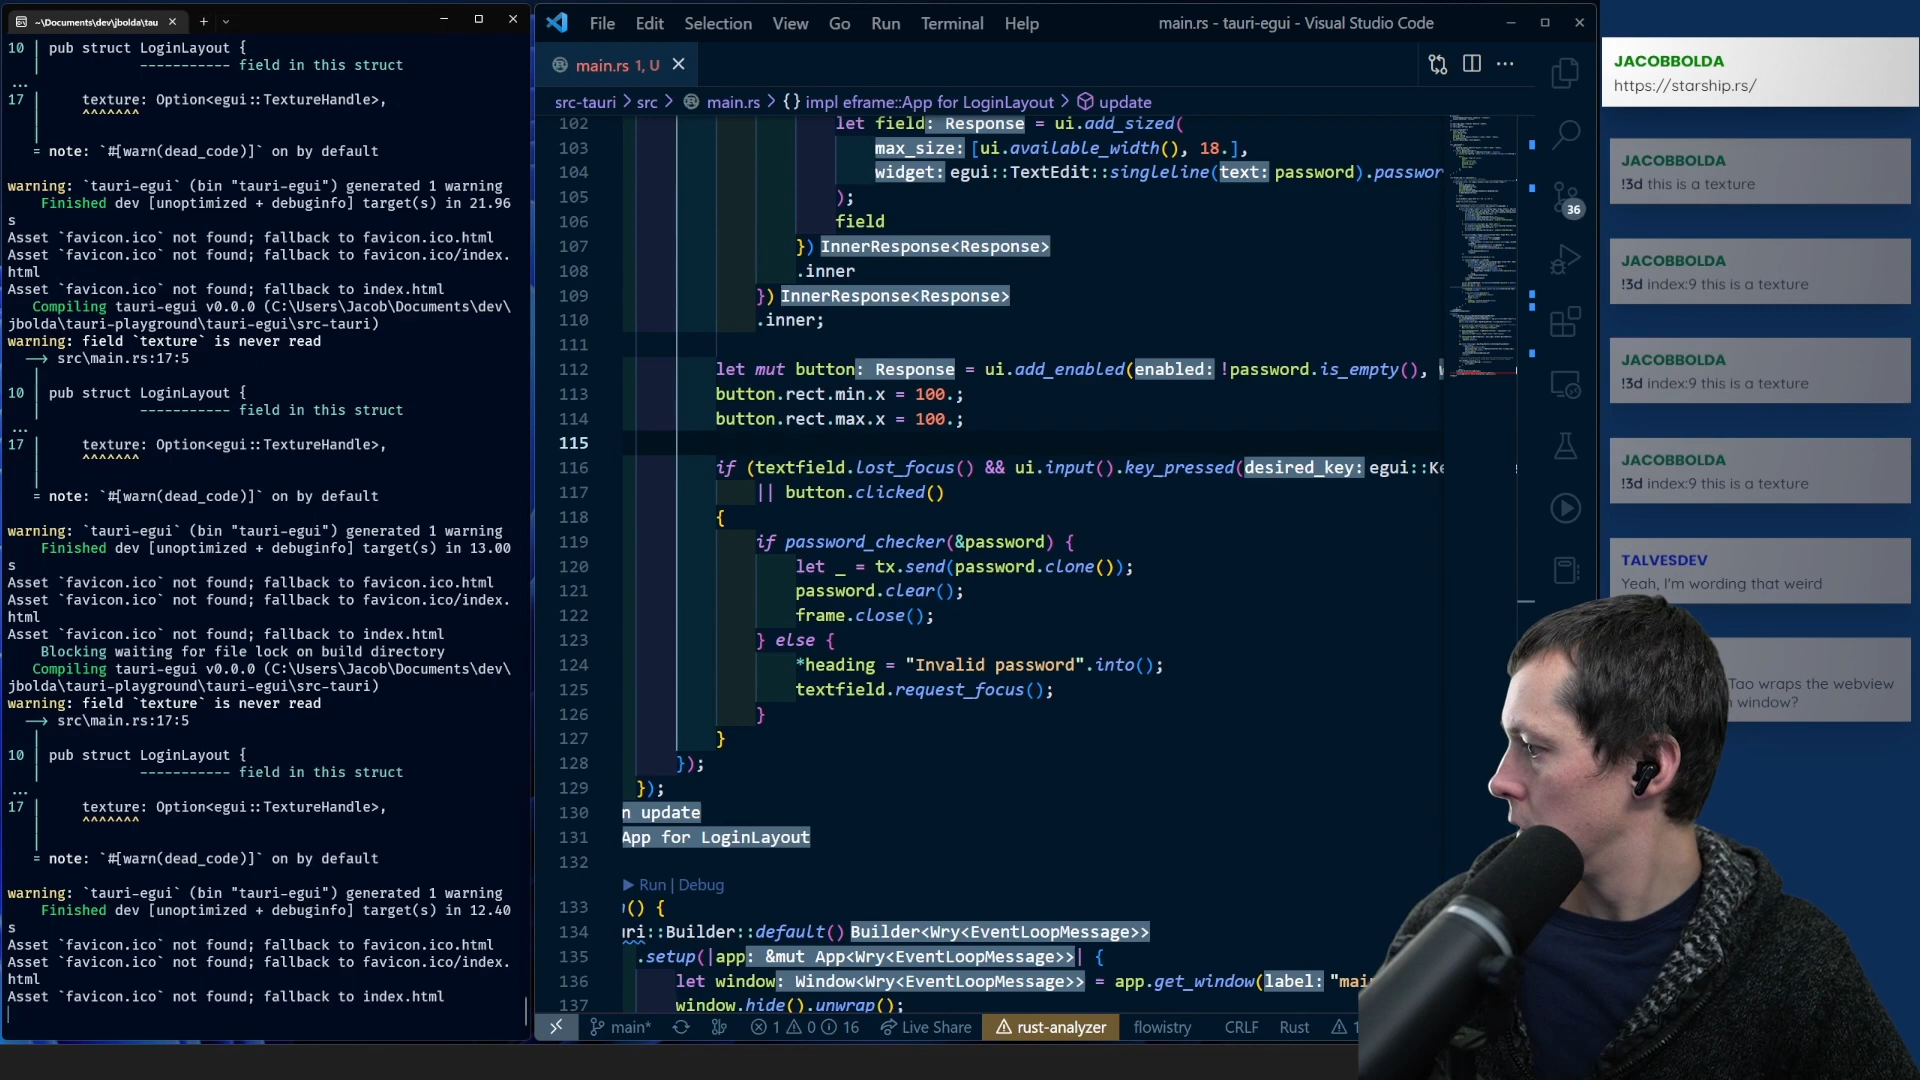 ~\Documents\dev\jbolda\tau
10 | pub struct LoginLayout {
----------- field in this struct
...
17 | texture: Option<egui::TextureHandle>,
^^^^^^^
= note: `#[warn(dead_code)]` on by default
warning: `tauri-egui` (bin "tauri-egui") generated 1 warning
Finished dev [unoptimized + debuginfo] target(s) in 21.96
s
Asset `favicon.ico` not found; fallback to favicon.ico.html
Asset `favicon.ico` not found; fallback to favicon.ico/index.
html
Asset `favicon.ico` not found; fallback to index.html
Compiling tauri-egui v0.0.0 (C:\Users\Jacob\Documents\dev\
jbolda\tauri-playground\tauri-egui\src-tauri)
warning: field `texture` is never read
--> src\main.rs:17:5
|
10 | pub struct LoginLayout {
----------- field in this struct
...
17 | texture: Option<egui::TextureHandle>,
^^^^^^^
= note: `#[warn(dead_code)]` on by default
warning: `tauri-egui` (bin "tauri-egui") generated 1 warning
Finished dev [unoptimized + debuginfo] target(s) in 13.00
s
Asset `favicon.ico` not found; fallback to favicon.ico.html
Asset `favicon.ico` not found; fallback to favicon.ico/index.
html
Asset `favicon.ico` not found; fallback to index.html
Blocking waiting for file lock on build directory
Compiling tauri-egui v0.0.0 (C:\Users\Jacob\Documents\dev\
jbolda\tauri-playground\tauri-egui\src-tauri)
warning: field `texture` is never read
--> src\main.rs:17:5
|
10 | pub struct LoginLayout {
----------- field in this struct
...
17 | texture: Option<egui::TextureHandle>,
^^^^^^^
= note: `#[warn(dead_code)]` on by default
warning: `tauri-egui` (bin "tauri-egui") generated 1 warning
Finished dev [unoptimized + debuginfo] target(s) in 12.40
s
Asset `favicon.ico` not found; fallback to favicon.ico.html
Asset `favicon.ico` not found; fallback to favicon.ico/index.
html
Asset `favicon.ico` not found; fallback to index.html
File Edit Selection View Go Run Terminal Help main.rs - tauri-egui - Visual Studio Code
main.rs 1, U
src-tauri > src > main.rs > {} impl eframe::App for LoginLayout > update
102 let field: Response = ui.add_sized(
103 max_size: [ui.available_width(), 18.],
104 widget: egui::TextEdit::singleline(text: password).passwor
105 );
106 field
107 }) InnerResponse<Response>
108 .inner
109 }) InnerResponse<Response>
110 .inner;
111
112 let mut button: Response = ui.add_enabled(enabled: !password.is_empty(), w
113 button.rect.min.x = 100.;
114 button.rect.max.x = 100.;
115
116 if (textfield.lost_focus() && ui.input().key_pressed(desired_key: egui::Ke
117 || button.clicked()
118 {
119 if password_checker(&password) {
120 let _ = tx.send(password.clone());
121 password.clear();
122 frame.close();
123 } else {
124 *heading = "Invalid password".into();
125 textfield.request_focus();
126 }
127 }
128 });
129 });
130 n update
131 App for LoginLayout
132
Run | Debug
133 () {
134 uri::Builder::default() Builder<Wry<EventLoopMessage>>
135 .setup(|app: &mut App<Wry<EventLoopMessage>>| {
136 let window: Window<Wry<EventLoopMessage>> = app.get_window(label: "mai
137 window.hide().unwrap();
main* 1 0 16 Live Share rust-analyzer flowistry CRLF Rust 1
36
JACOBBOLDA
https://starship.rs/
JACOBBOLDA
!3d this is a texture
JACOBBOLDA
!3d index:9 this is a texture
JACOBBOLDA
!3d index:9 this is a texture
JACOBBOLDA
!3d index:9 this is a texture
TALVESDEV
Yeah, I'm wording that weird
Tao wraps the webview
window?